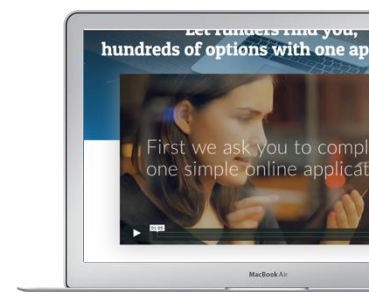 Let funders find you,
hundreds of options with one ap
First we ask you to compl
one simple online applicat
MacBook Air